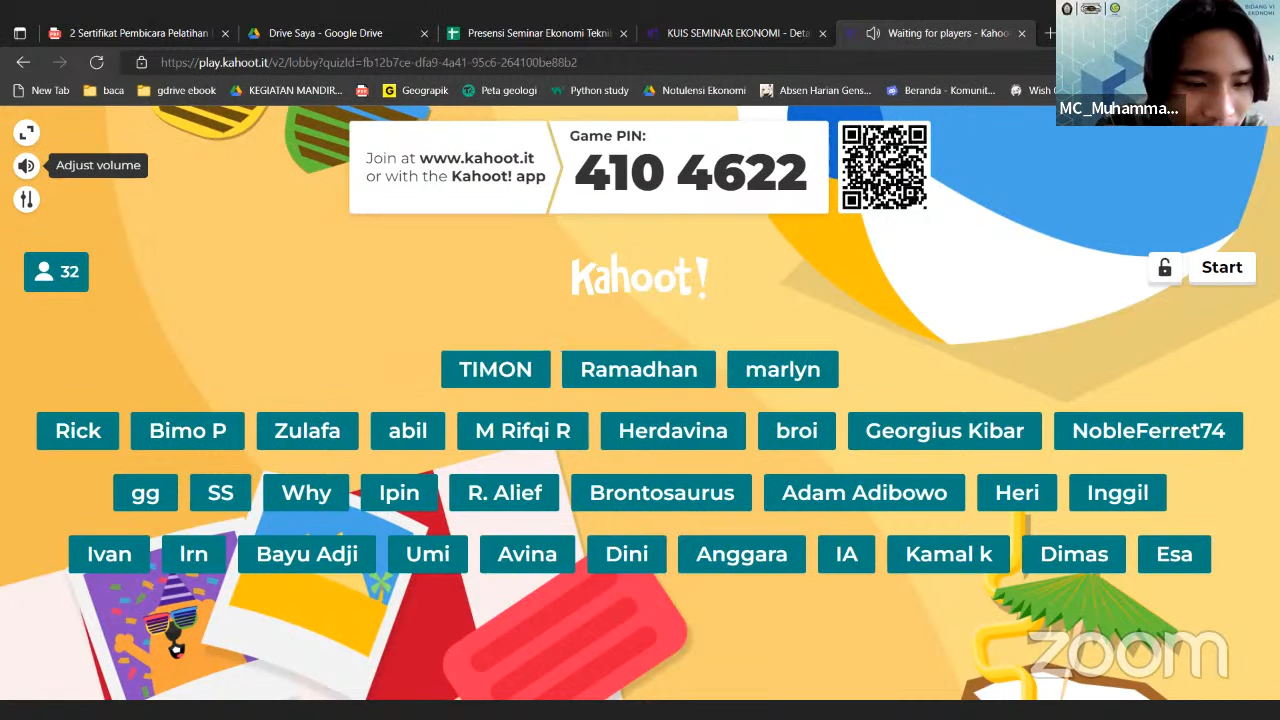 2 Sertifikat Pembicara Pelatihan
Drive Saya - Google Drive
Presensi Seminar Ekonomi Tekni
KUIS SEMINAR EKONOMI - Deta
Waiting for players - Kahoo
BIDANG VI
EKONOMI
https://play.kahoot.it/v2/lobby?quizId=fb12b7ce-dfa9-4a41-95c6-264100be88b2
New Tab
baca
gdrive ebook
KEGIATAN MANDIR...
Georapik
Peta geologi
Python study
Notulensi Ekonomi
Absen Harian Gens...
Beranda - Komunit...
MC_Muhamma...
Join at www.kahoot.it
or with the Kahoot! app
Game PIN:
410 4622
Adjust volume
32
Kahoot!
Start
TIMON Ramadhan marlyn
Rick Bimo P Zulafa abil M Rifqi R Herdavina broi Georgius Kibar NobleFerret74
gg SS Why Ipin R. Alief Brontosaurus Adam Adibowo Heri Inggil
Ivan Bayu Adji Umi Avina Dini Anggara IA Kamal k Dimas Esa
zoom